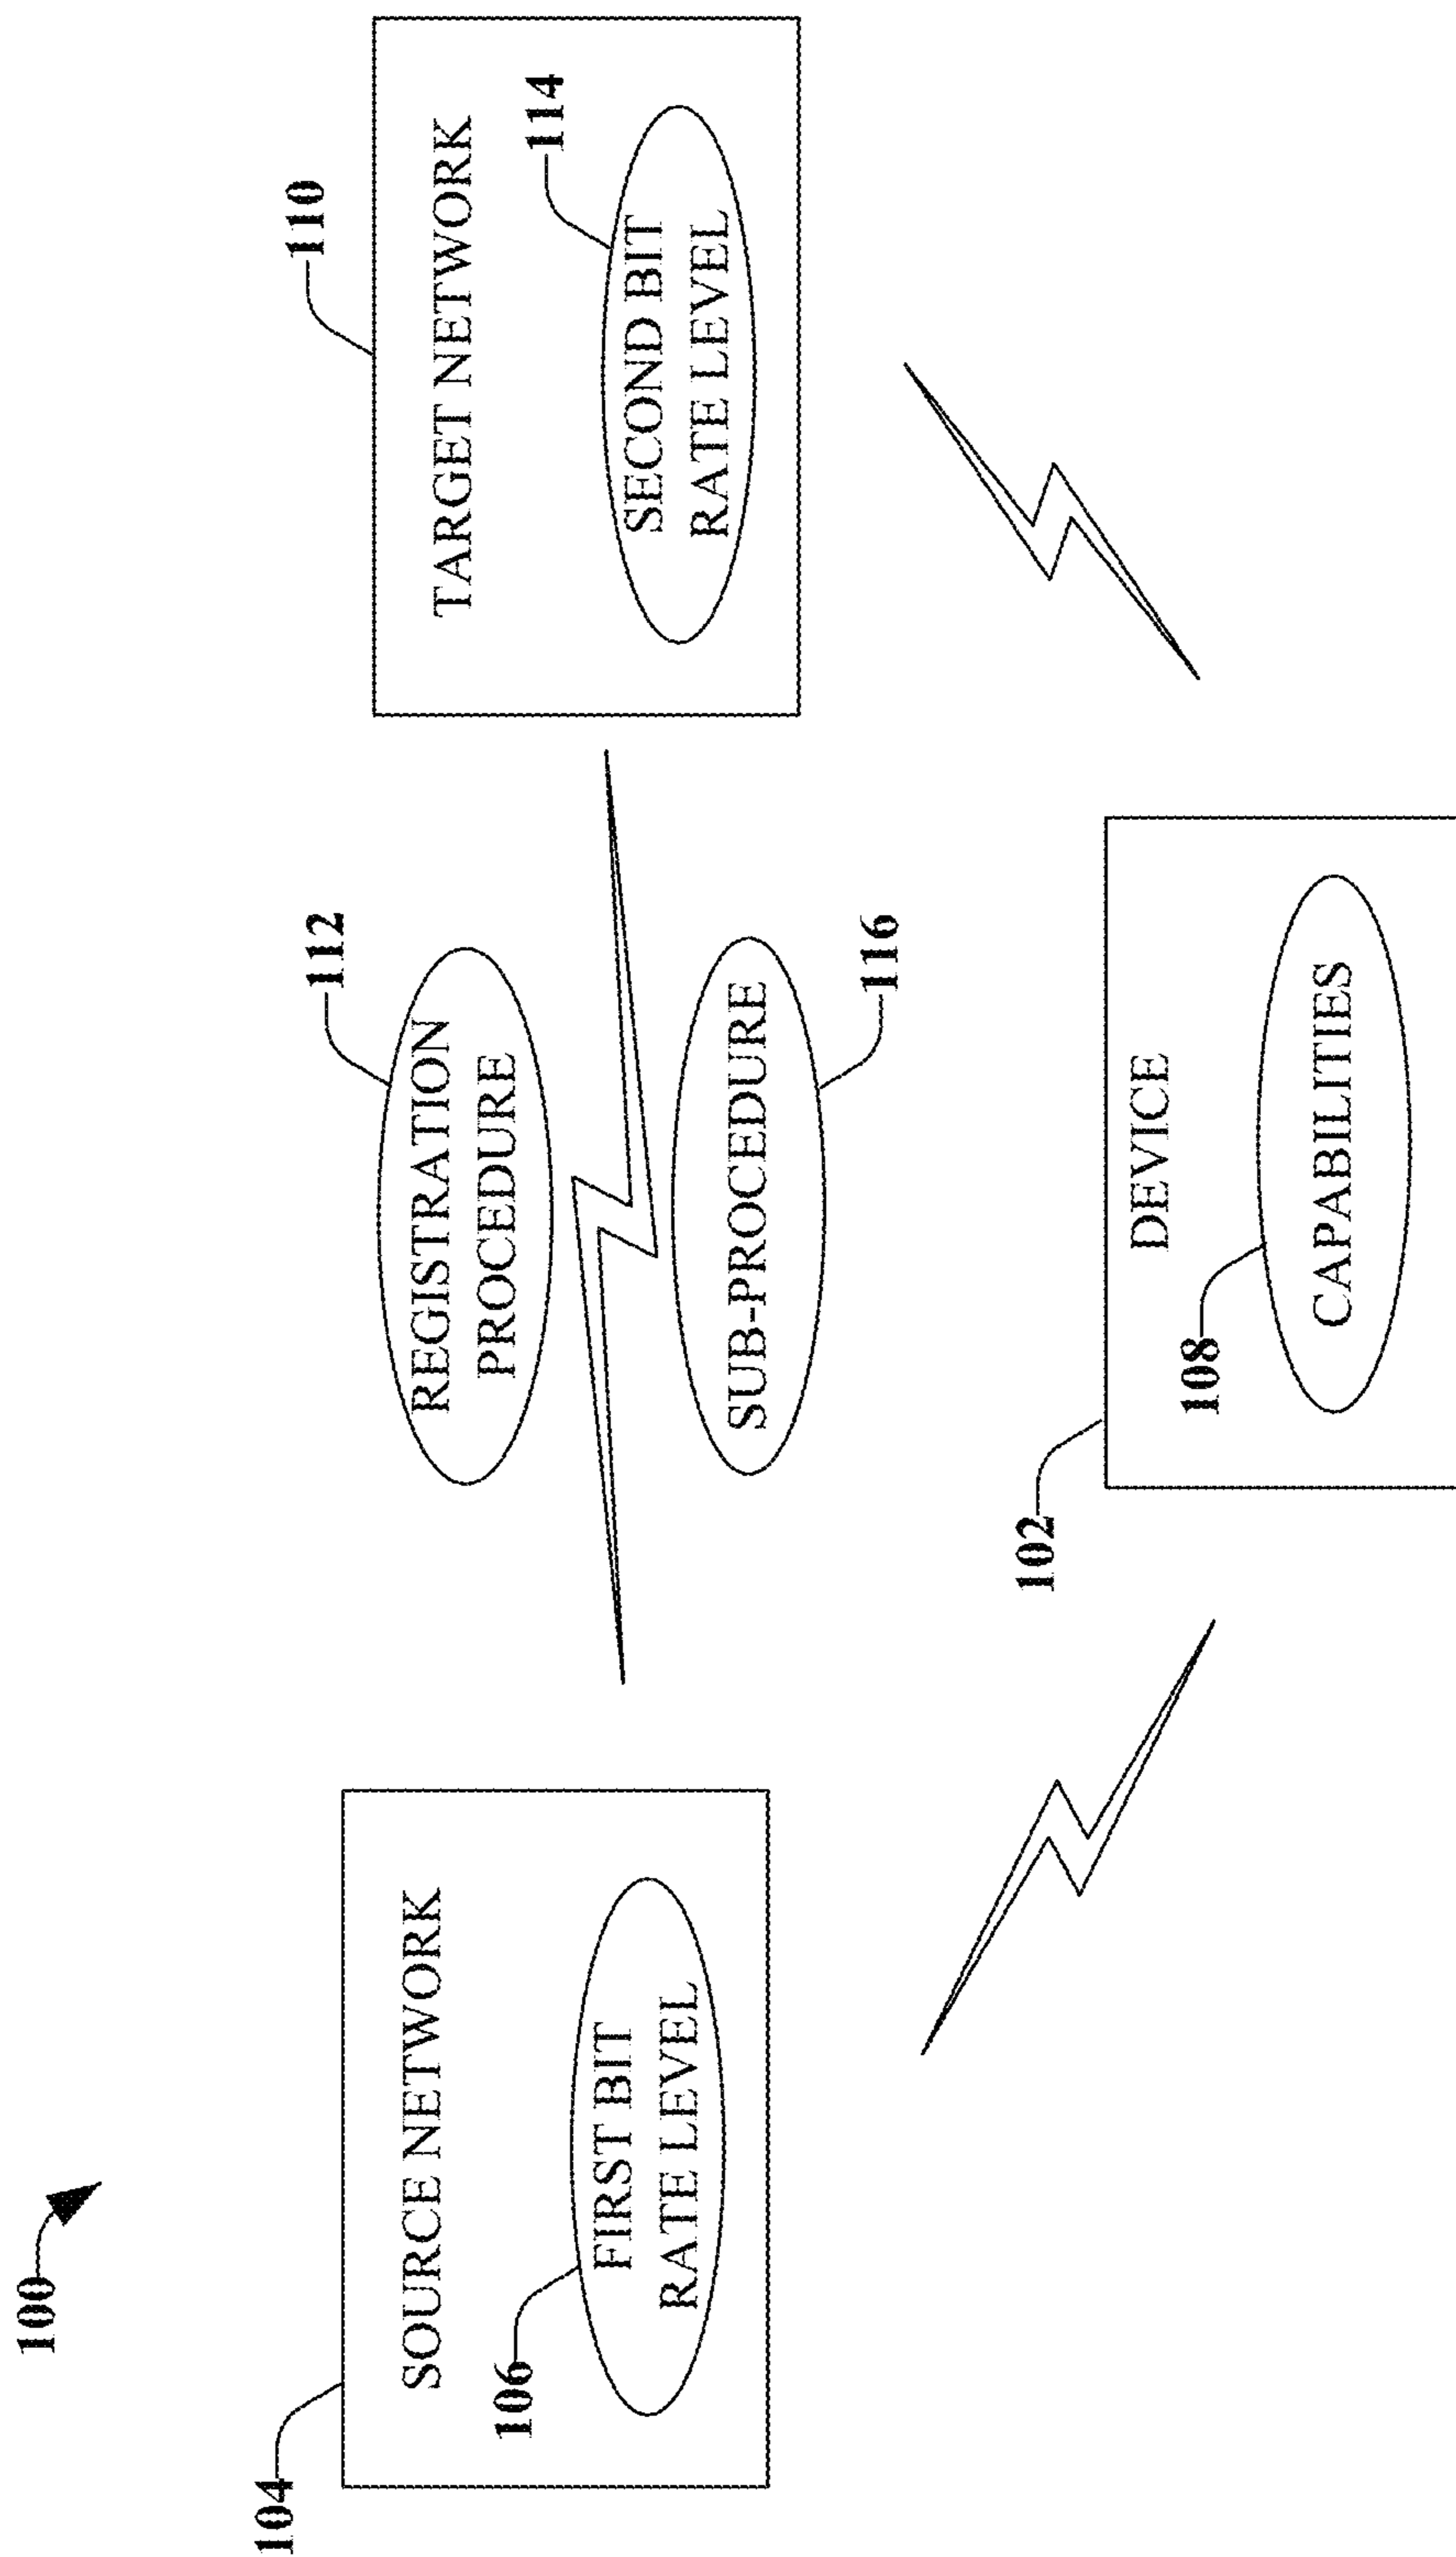 100
104
SOURCE NETWORK
106
FIRST BIT
RATE LEVEL
112
REGISTRATION
PROCEDURE
SUB-PROCEDURE
116
110
TARGET NETWORK
114
SECOND BIT
RATE LEVEL
102
DEVICE
108
CAPABILITIES